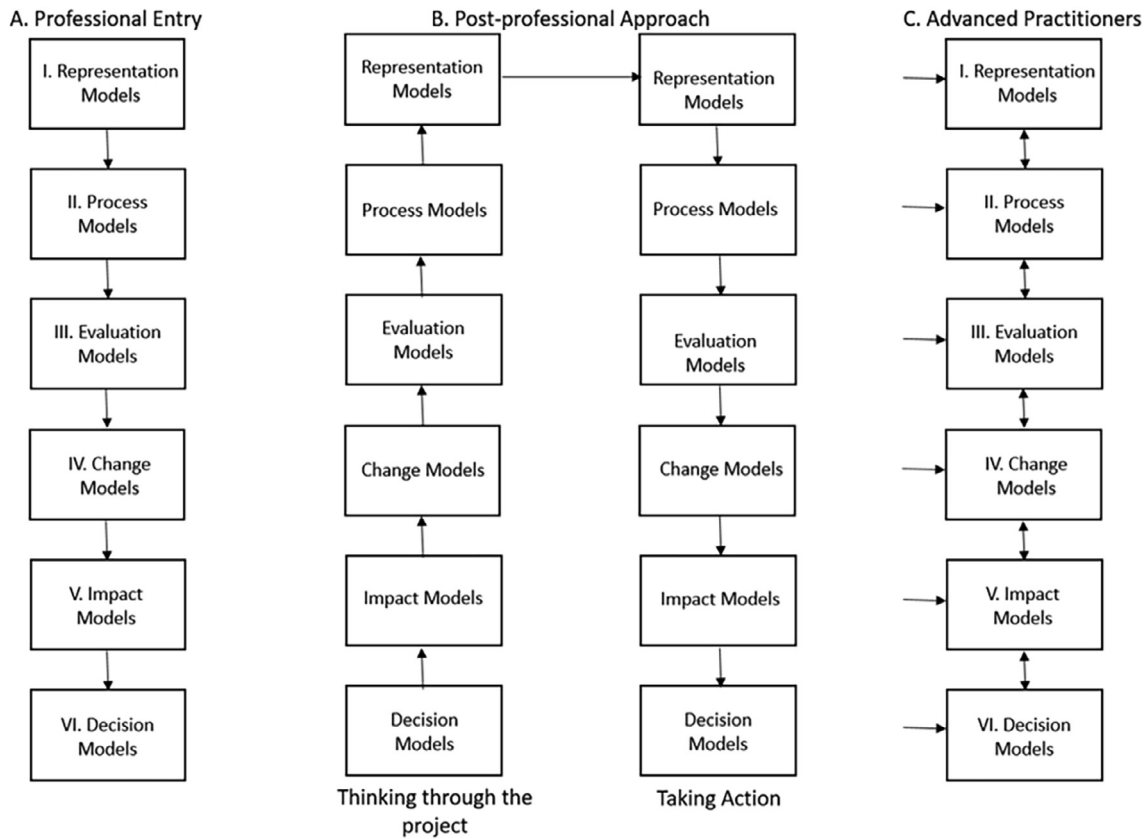 A. Professional Entry
I. Representation
Models
II. Process
Models
III. Evaluation
Models
IV. Change
Models
V. Impact
Models
VI. Decision
Models
B. Post-professional Approach
Representation
Models
Process Models
Evaluation
Models
Change Models
Impact Models
Decision
Models
Thinking through the
project
Representation
Models
Process Models
Evaluation
Models
Change Models
Impact Models
Decision
Models
Taking Action
C. Advanced Practitioners
I. Representation
Models
II. Process
Models
III. Evaluation
Models
IV. Change
Models
V. Impact
Models
VI. Decision
Models